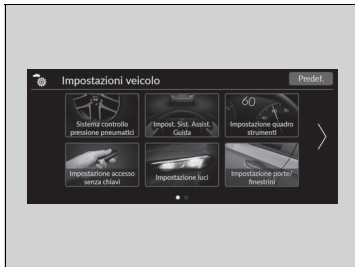 Impostazioni veicolo
Predef.
Sistema controllo
pressione pneumatici
Impost. Sist. Assist.
Guida
60
Impostazione quadro
strumenti
Impostazione accesso
senza chiavi
Impostazione luci
Impostazione porte/
finestrini